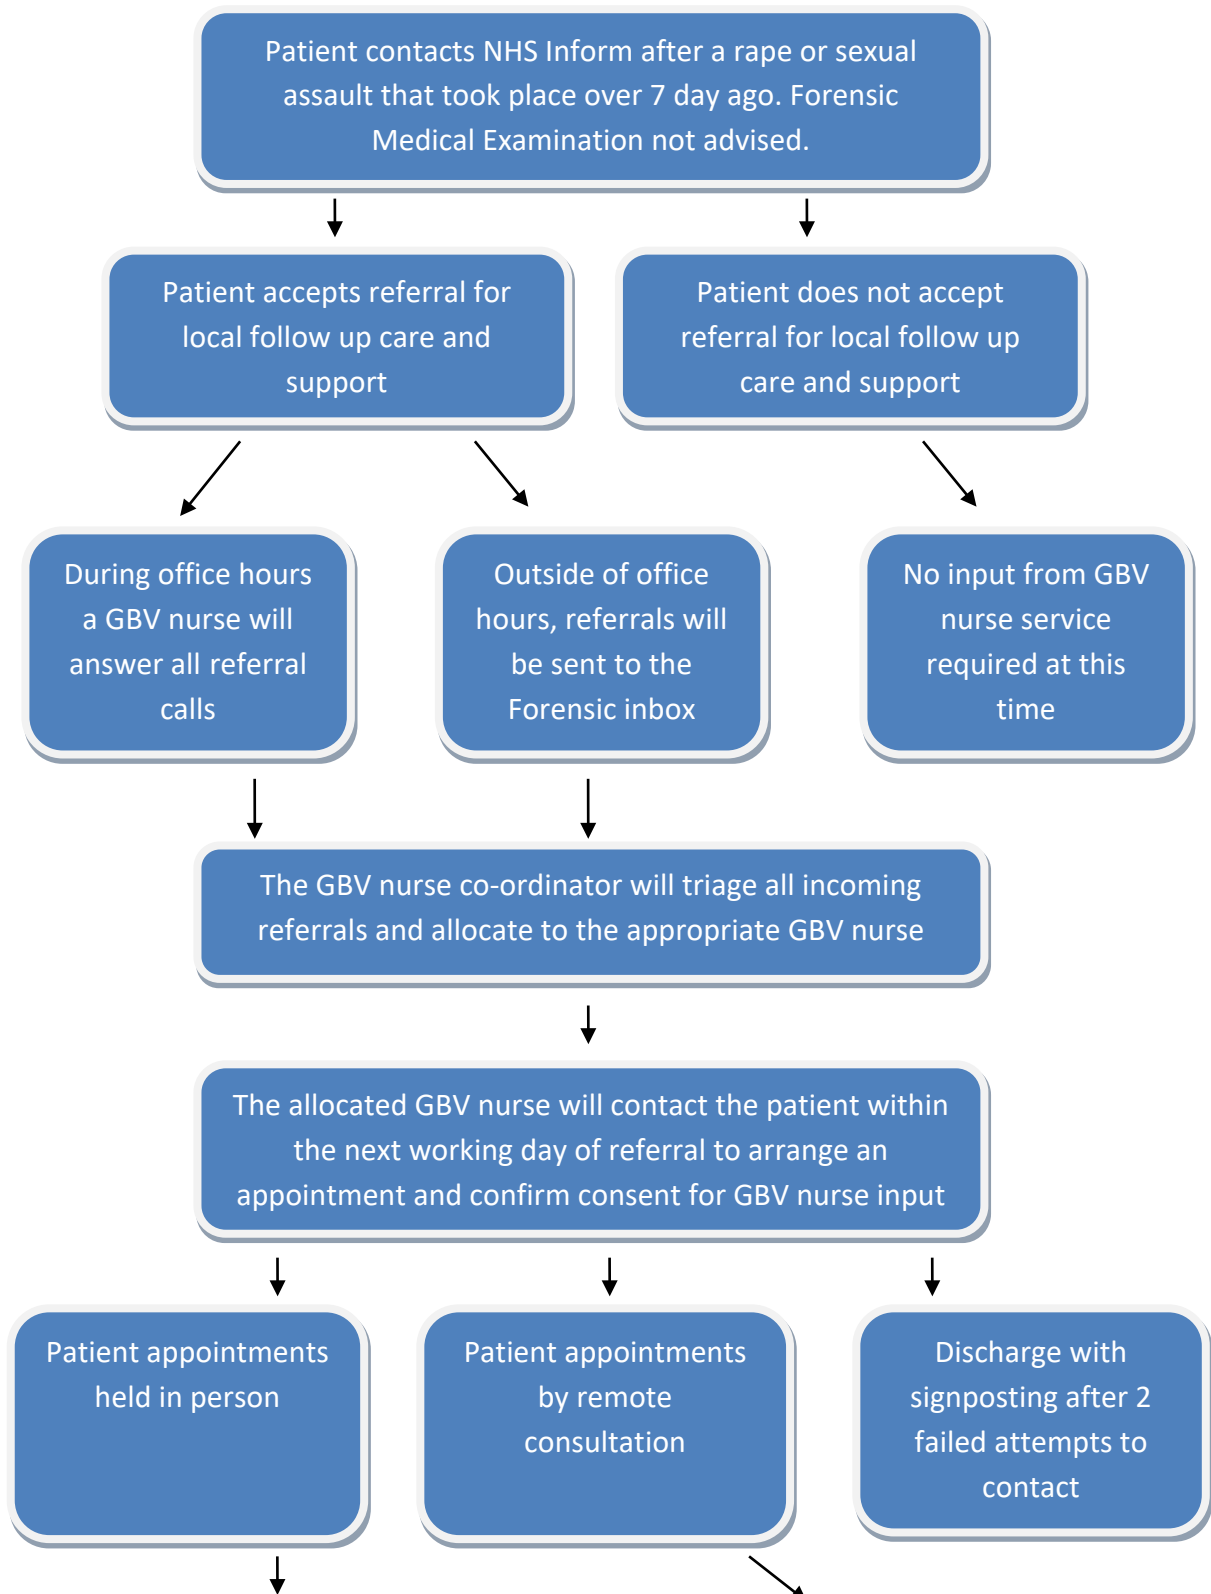 Patient contacts NHS Inform after a rape or sexual
assault that took place over 7 day ago. Forensic
Medical Examination not advised.
Patient accepts referral for
local follow up care and
support
Patient does not accept
referral for local follow up
care and support
During office hours
a GBV nurse will
answer all referral
calls
Outside of office
hours, referrals will
be sent to the
Forensic inbox
No input from GBV
nurse service
required at this
time
The GBV nurse co-ordinator will triage all incoming
referrals and allocate to the appropriate GBV nurse
The allocated GBV nurse will contact the patient within
the next working day of referral to arrange an
appointment and confirm consent for GBV nurse input
Patient appointments
held in person
Patient appointments
by remote
consultation
Discharge with
signposting after 2
failed attempts to
contact